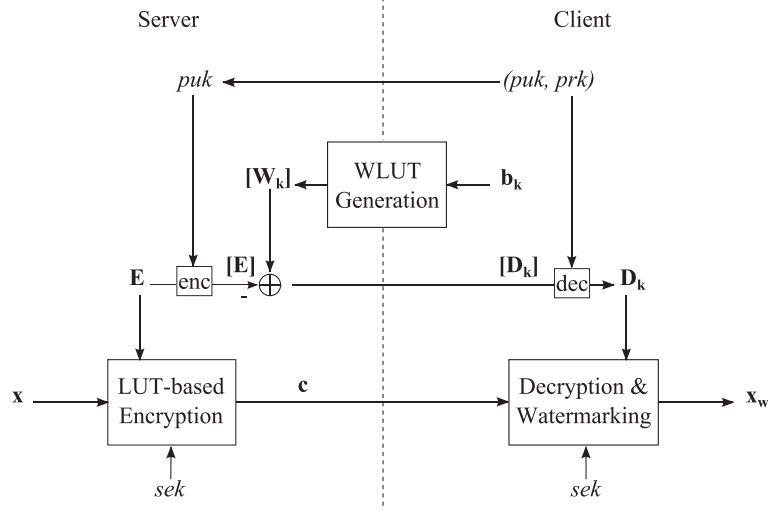 Server
Client
puk
(puk, prk)
[Wk]
WLUT
Generation
bk
E
enc
[E]
-
[Dk]
dec
Dk
x
LUT-based
Encryption
c
Decryption &
Watermarking
xw
sek
sek